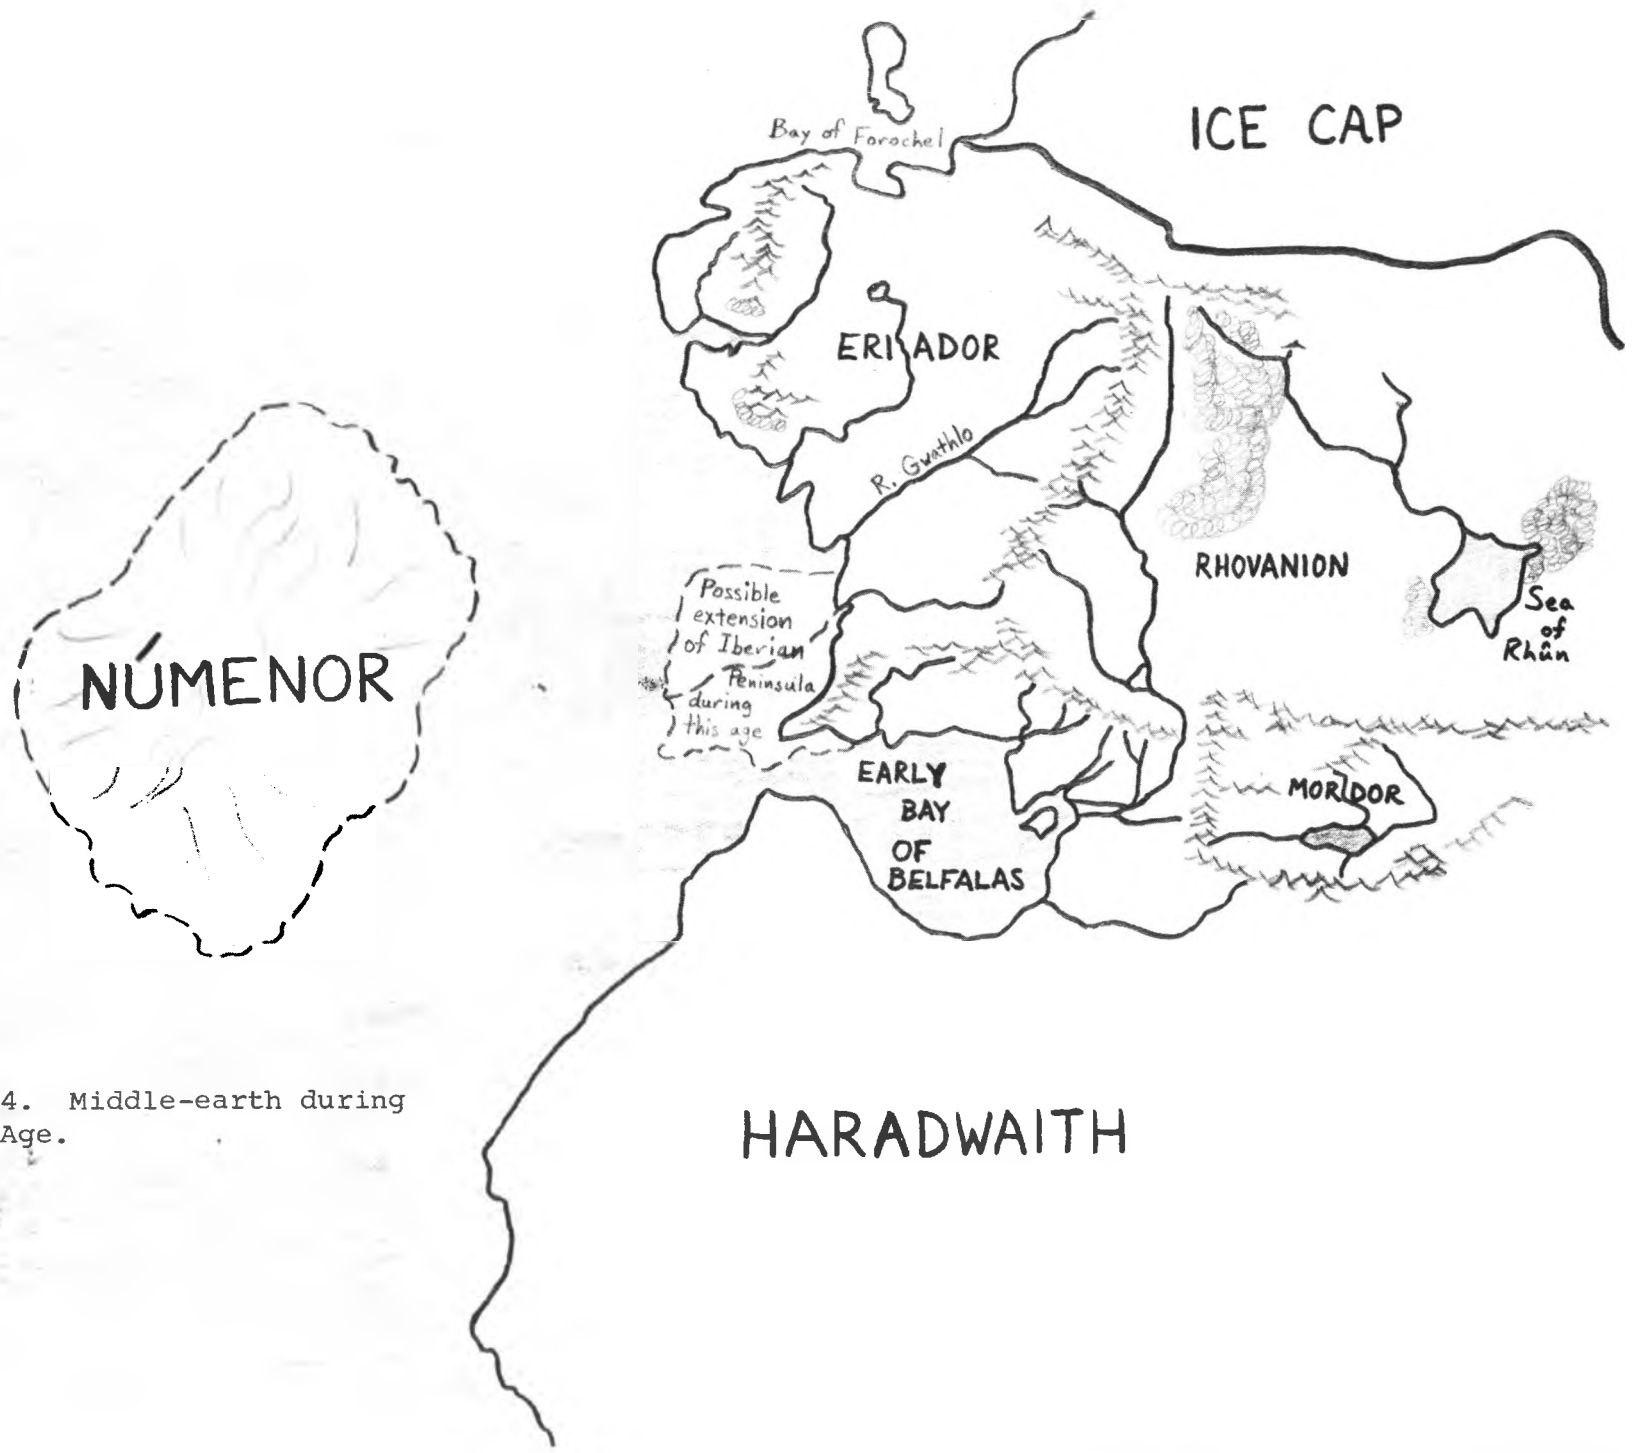 ICE CAP
Bay of Forochel
ERIADOR
R. Gwathlo
RHOVANION
Sea
of
Rhûn
Possible
extension
of Iberian
Peninsula
during
this age
NÚMENOR
EARLY
BAY
OF
BELFALAS
MORDOR
HARADWAITH
4. Middle-earth during
Age.